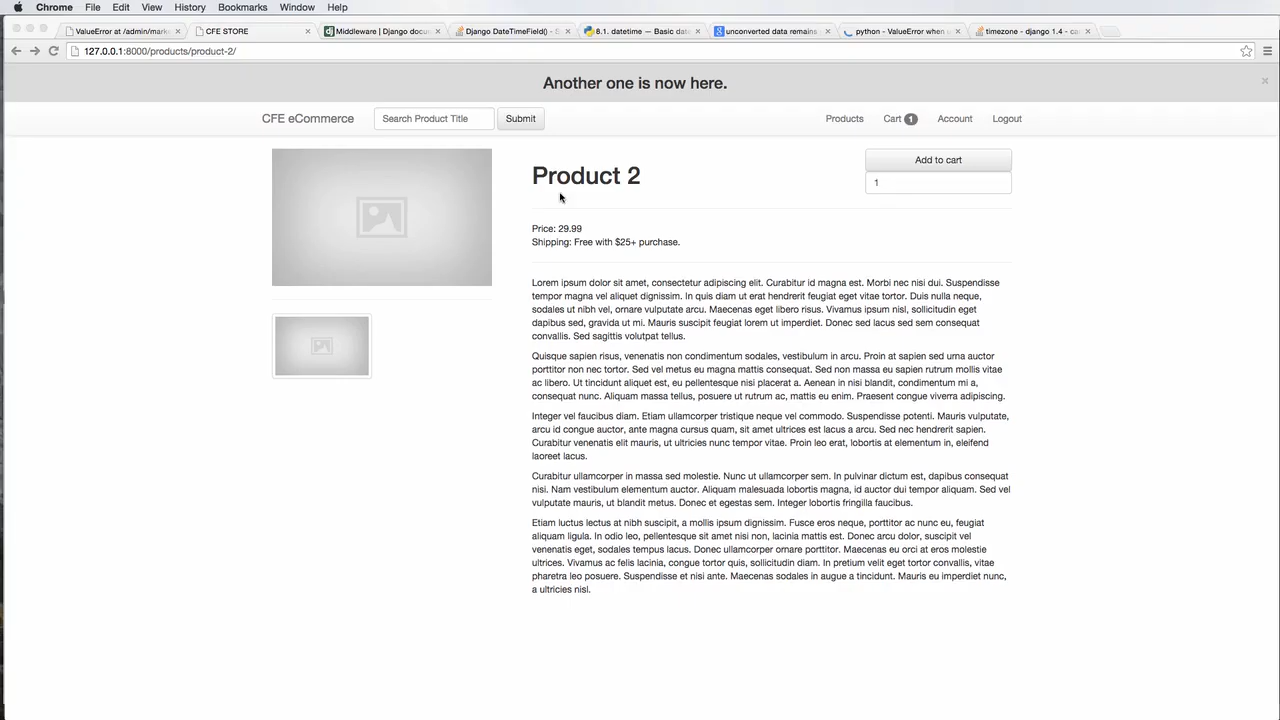 Chrome File Edit View History Bookmarks Window Help
ValueError at /admin/mark × CFE STORE × Middleware | Django docu × Django DateTimeField() - S × 8.1. datetime — Basic dat × unconverted data remains × python - ValueError when × timezone - django 1.4 - ca ×
127.0.0.1:8000/products/product-2/
Another one is now here. ×
CFE eCommerce Search Product Title Submit Products Cart 1 Account Logout
Product 2
Add to cart
1
Price: 29.99
Shipping: Free with $25+ purchase.
Lorem ipsum dolor sit amet, consectetur adipiscing elit. Curabitur id magna est. Morbi nec nisi dui. Suspendisse
tempor magna vel aliquet dignissim. In quis diam ut erat hendrerit feugiat eget vitae tortor. Duis nulla neque,
sodales ut nibh vel, ornare vulputate arcu. Maecenas eget libero risus. Vivamus ipsum nisl, sollicitudin eget
dapibus sed, gravida ut mi. Mauris suscipit feugiat lorem ut imperdiet. Donec sed lacus sed sem consequat
convallis. Sed sagittis volutpat tellus.
Quisque sapien risus, venenatis non condimentum sodales, vestibulum in arcu. Proin at sapien sed urna auctor
porttitor non nec tortor. Sed vel metus eu magna mattis consequat. Sed non massa eu sapien rutrum mollis vitae
ac libero. Ut tincidunt aliquet est, eu pellentesque nisi placerat a. Aenean in nisi blandit, condimentum mi a,
consequat nunc. Aliquam massa tellus, posuere ut rutrum ac, mattis eu enim. Praesent congue viverra adipiscing.
Integer vel faucibus diam. Etiam ullamcorper tristique neque vel commodo. Suspendisse potenti. Mauris vulputate,
arcu id congue auctor, ante magna cursus quam, sit amet ultrices est lacus a arcu. Sed nec hendrerit sapien.
Curabitur venenatis elit mauris, ut ultricies nunc tempor vitae. Proin leo erat, lobortis at elementum in, eleifend
laoreet lacus.
Curabitur ullamcorper in massa sed molestie. Nunc ut ullamcorper sem. In pulvinar dictum est, dapibus consequat
nisi. Nam vestibulum elementum auctor. Aliquam malesuada lobortis magna, id auctor dui tempor aliquam. Sed vel
vulputate mauris, ut blandit metus. Donec et egestas sem. Integer lobortis fringilla faucibus.
Etiam luctus lectus at nibh suscipit, a mollis ipsum dignissim. Fusce eros neque, porttitor ac nunc eu, feugiat
aliquam ligula. In odio leo, pellentesque sit amet nisi non, lacinia mattis est. Donec arcu dolor, suscipit vel
venenatis eget, sodales tempus lacus. Donec ullamcorper ornare porttitor. Maecenas eu orci at eros molestie
ultrices. Vivamus ac felis lacinia, congue tortor quis, sollicitudin diam. In pretium velit eget tortor convallis, vitae
pharetra leo posuere. Suspendisse et nisi ante. Maecenas sodales in augue a tincidunt. Mauris eu imperdiet nunc,
a ultricies nisl.